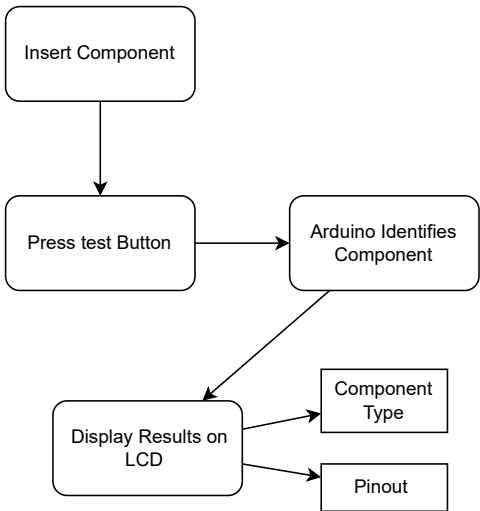 Insert Component
Press test Button
Arduino Identifies
Component
Display Results on
LCD
Component
Type
Pinout